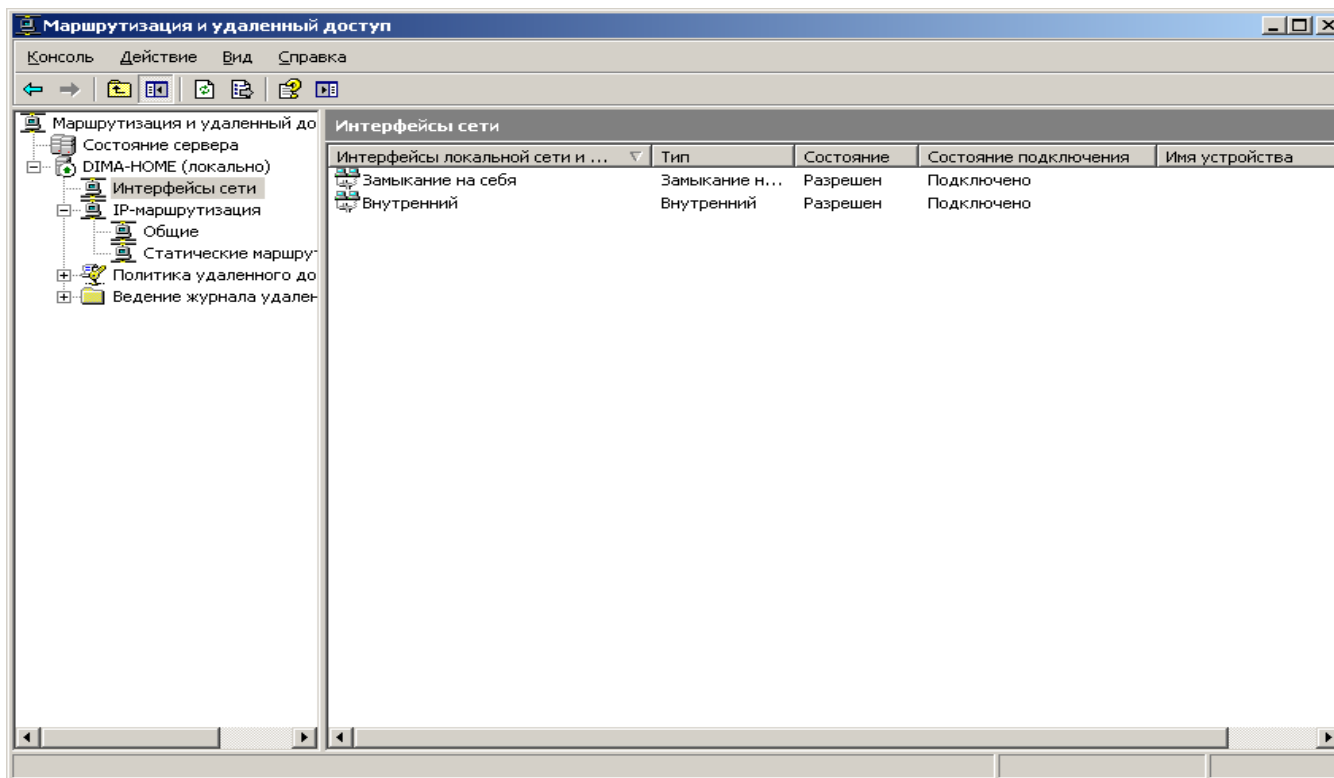 Маршрутизация и удаленный доступ
Консоль Действие Вид Справка
Маршрутизация и удаленный до
Состояние сервера
DIMA-HOME (локально)
Интерфейсы сети
IP-маршрутизация
Общие
Статические маршру
Политика удаленного до
Ведение журнала удален
Интерфейсы сети
Интерфейсы локальной сети и ... Тип Состояние Состояние подключения Имя устройства
Замыкание на себя Замыкание н... Разрешен Подключено
Внутренний Внутренний Разрешен Подключено